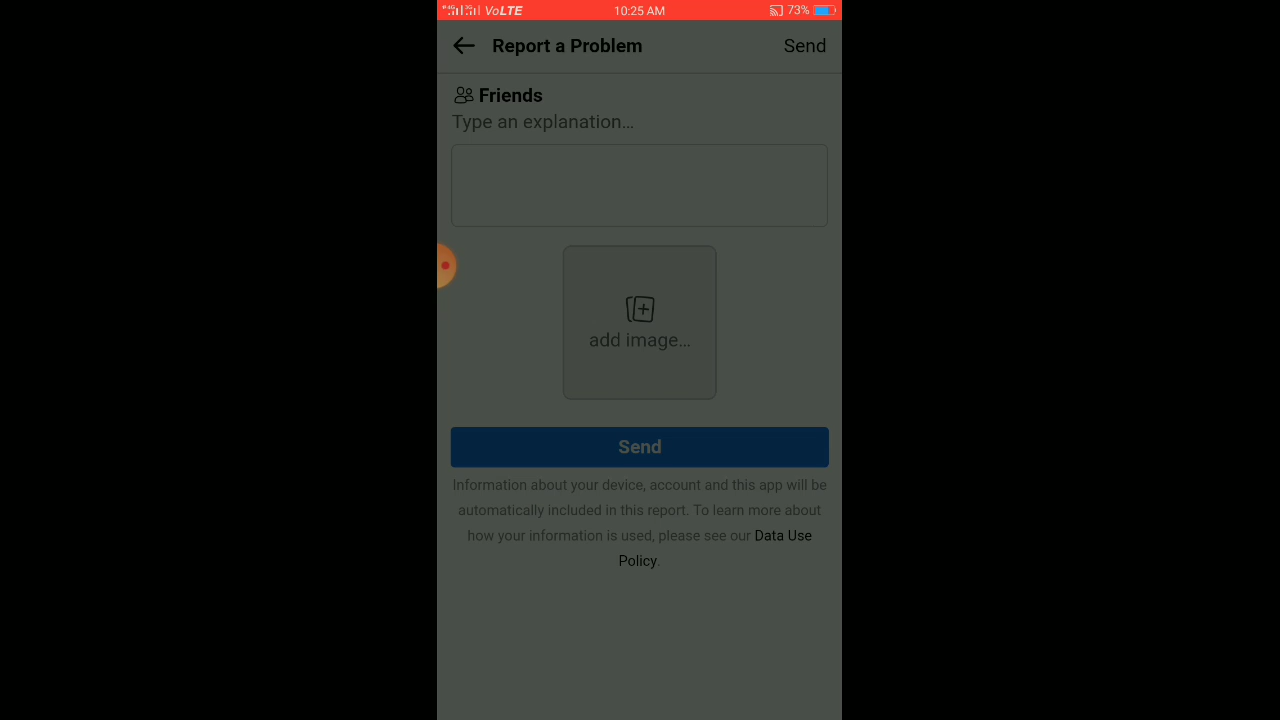 VoLTE 10:25 AM 73%
Report a Problem Send
Friends
Type an explanation...
add image...
Send
Information about your device, account and this app will be
automatically included in this report. To learn more about
how your information is used, please see our Data Use
Policy.